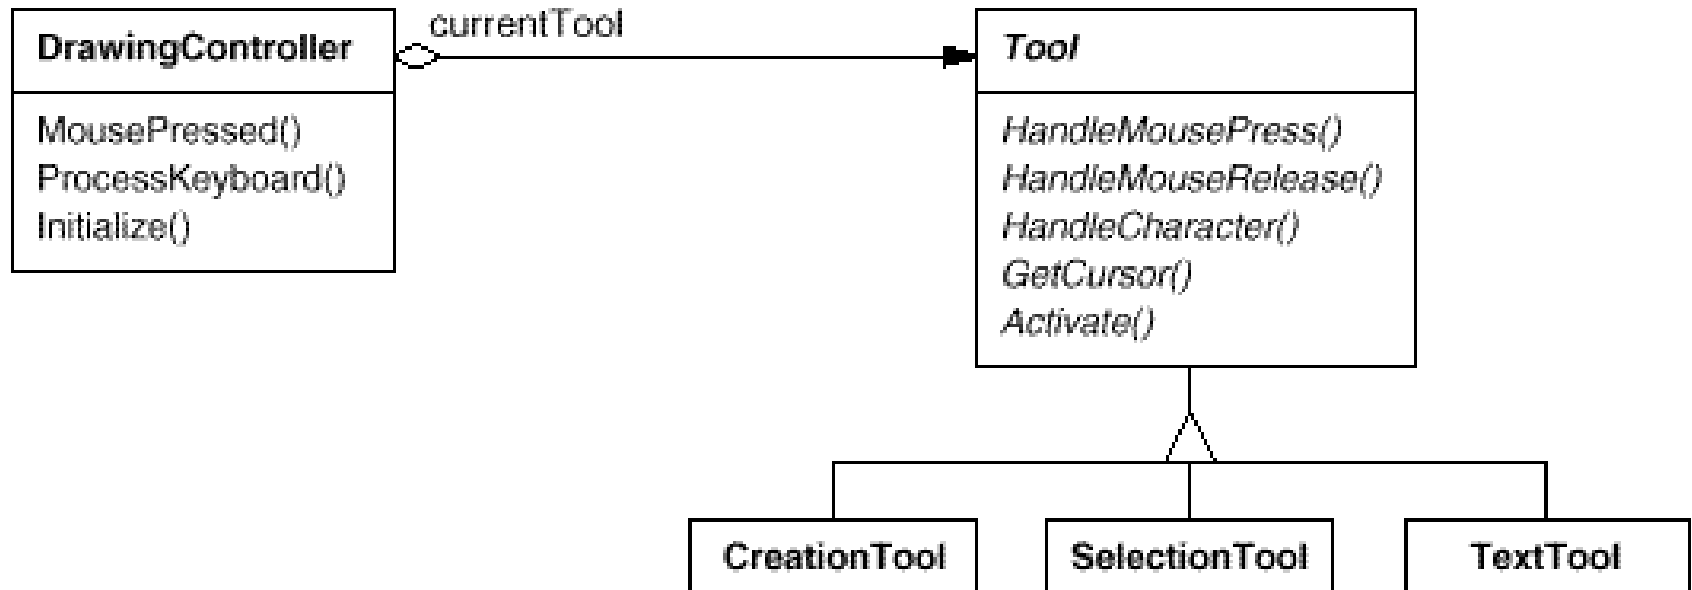 currentTool
DrawingController
MousePressed()
ProcessKeyboard()
Initialize()
Tool
HandleMousePress()
HandleMouseRelease()
HandleCharacter()
GetCursor()
Activate()
CreationTool
SelectionTool
TextTool